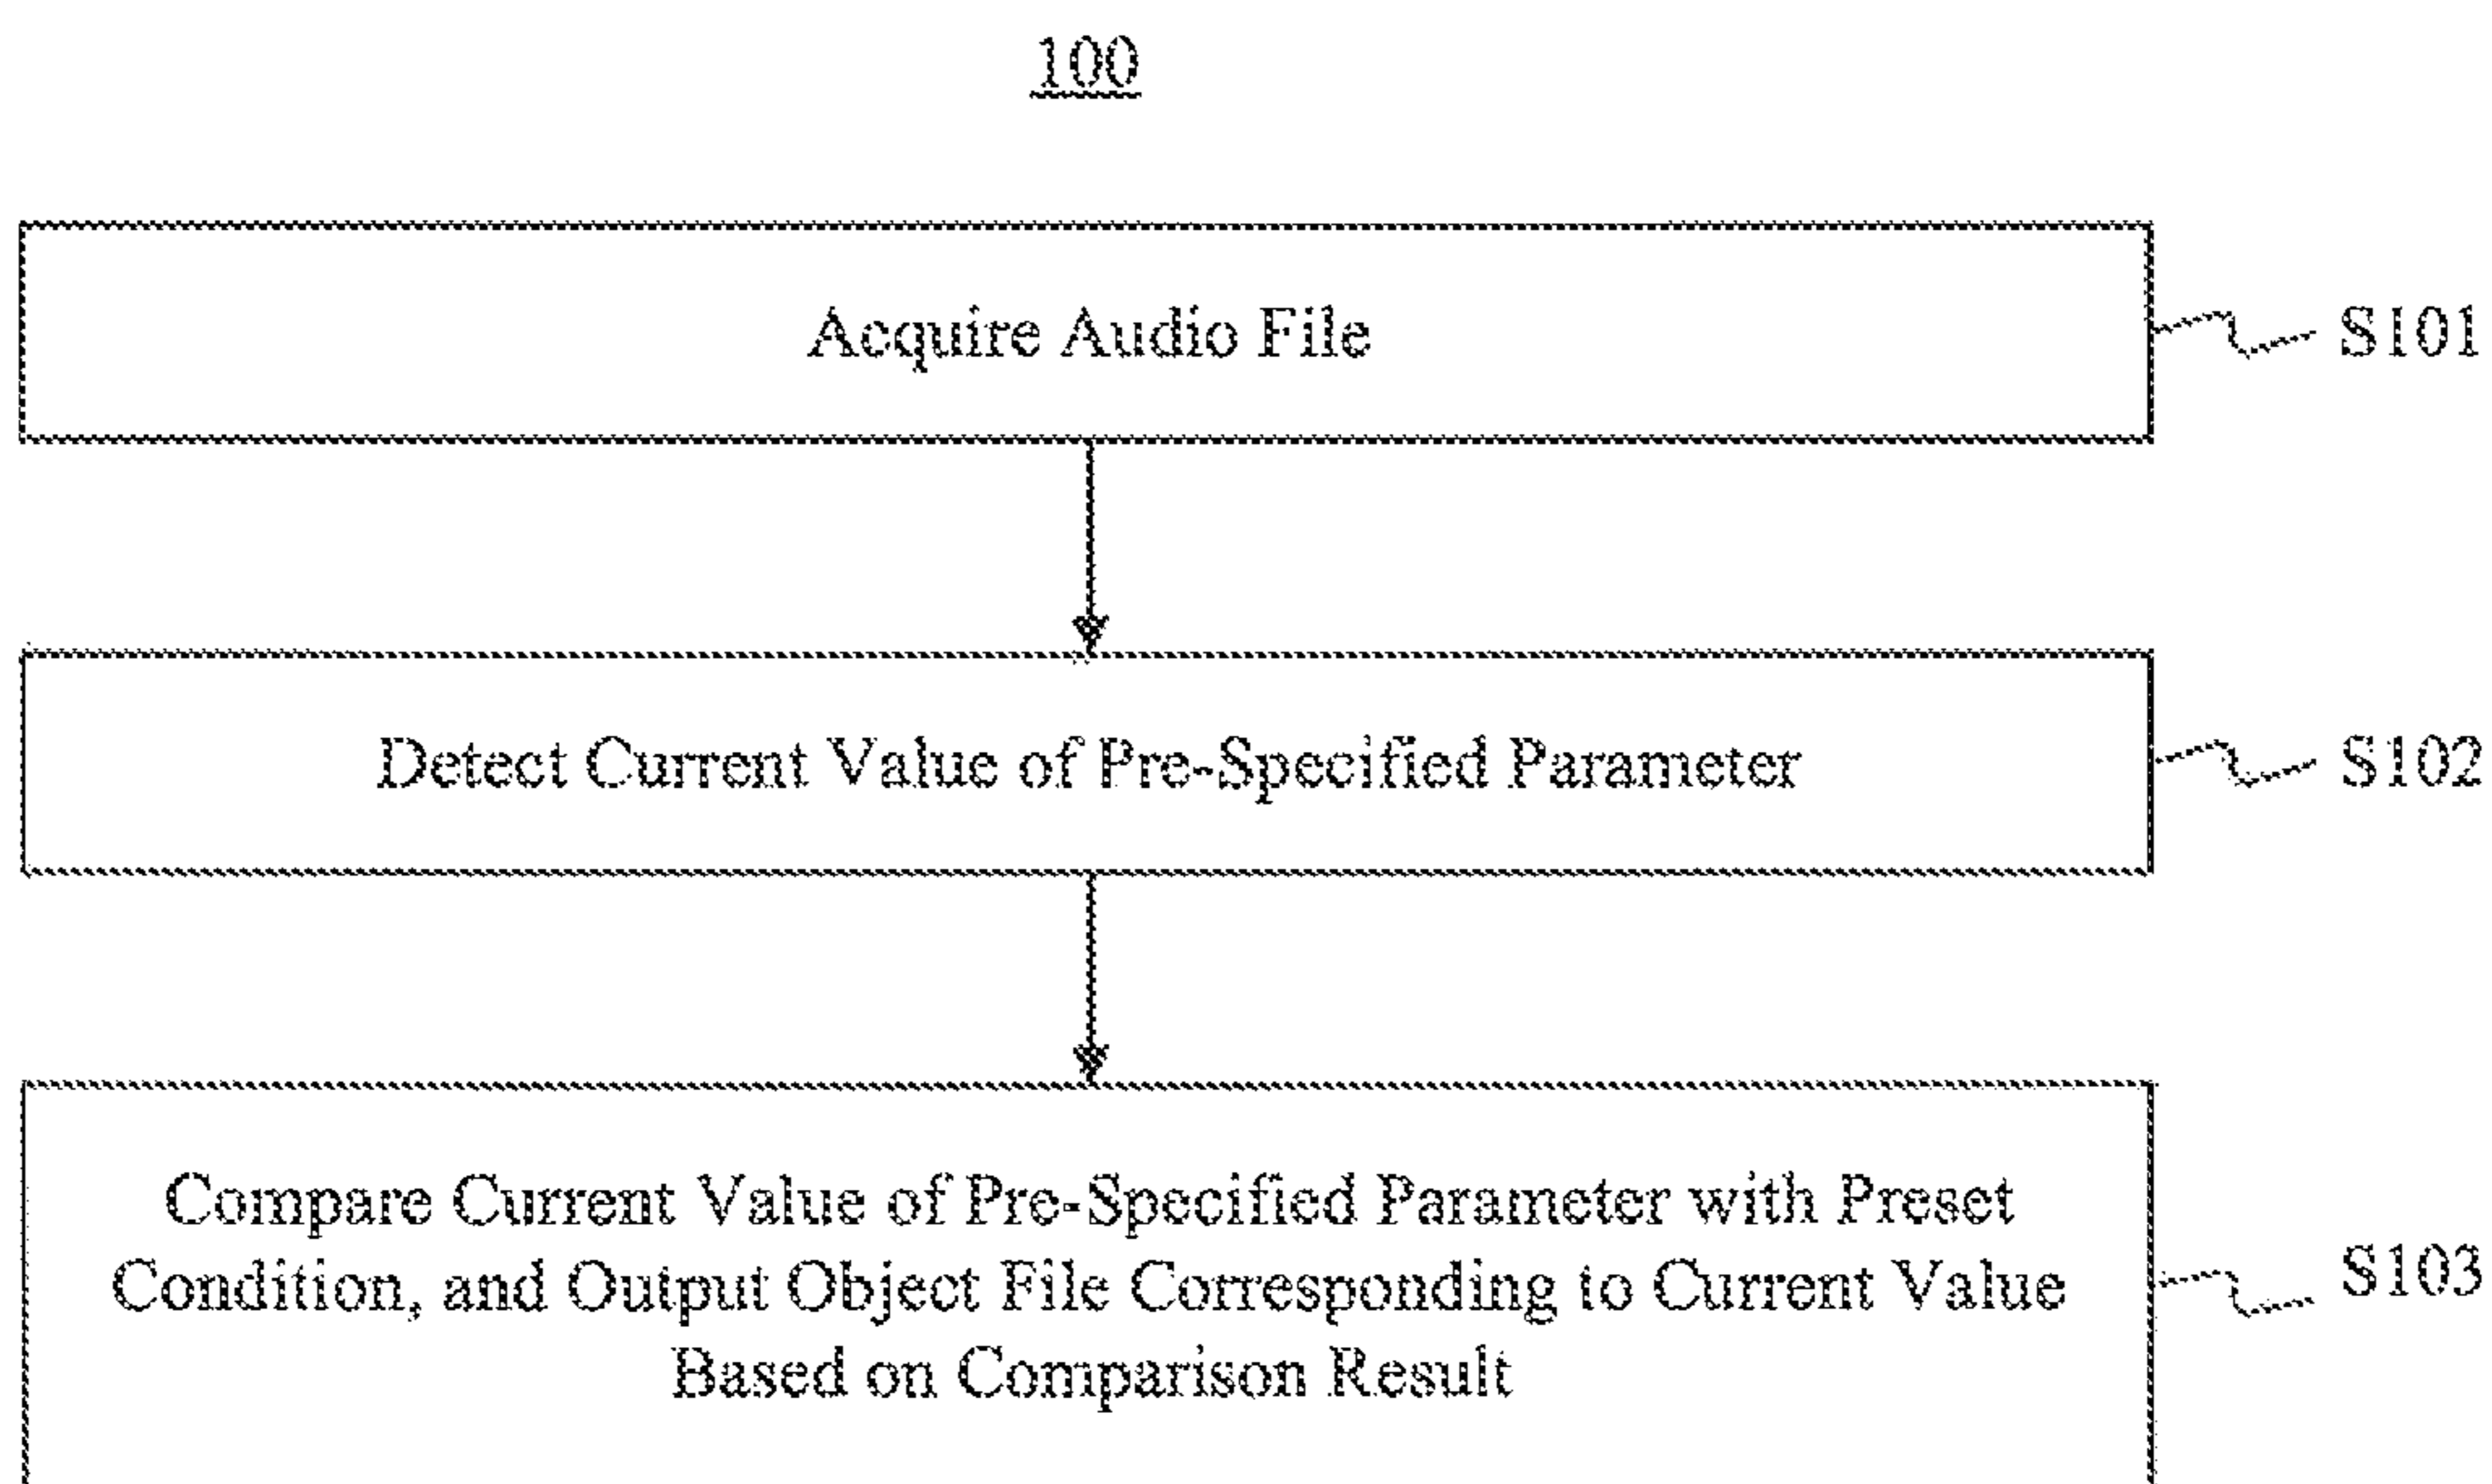 100
Acquire Audio File
S101
Detect Current Value of Pre-Specified Parameter
S102
Compare Current Value of Pre-Specified Parameter with Preset
Condition, and Output Object File Corresponding to Current Value
Based on Comparison Result
S103